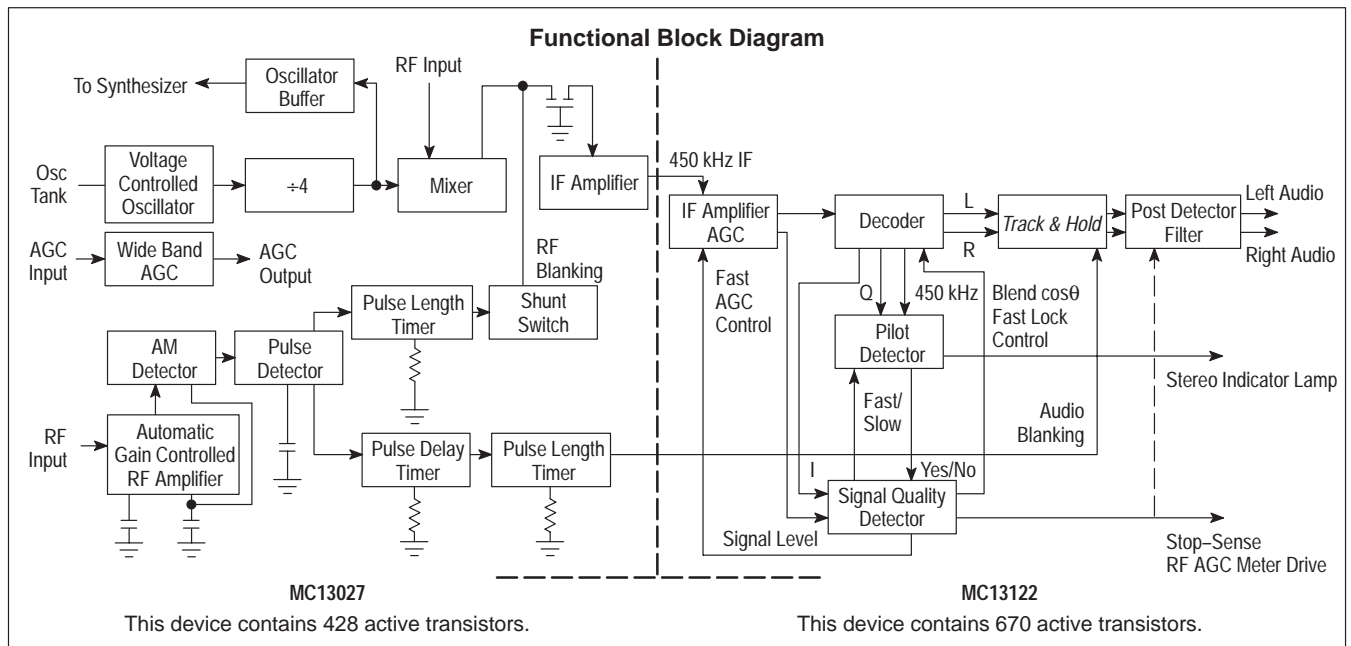 Functional Block Diagram
To Synthesizer
Oscillator
Buffer
RF Input
Osc
Tank
Voltage
Controlled
Oscillator
÷4
Mixer
IF Amplifier
450 kHz IF
AGC
Input
Wide Band
AGC
AGC
Output
RF
Blanking
Pulse Length
Timer
Shunt
Switch
AM
Detector
Pulse
Detector
RF
Input
Automatic
Gain Controlled
RF Amplifier
Pulse Delay
Timer
Pulse Length
Timer
IF Amplifier
AGC
Decoder
L
R
Track & Hold
Post Detector
Filter
Left Audio
Right Audio
Fast
AGC
Control
Q
450 kHz
Blend cosθ
Fast Lock
Control
Pilot
Detector
Stereo Indicator Lamp
Fast/
Slow
Audio
Blanking
I
Yes/No
Signal Quality
Detector
Signal Level
Stop–Sense
RF AGC Meter Drive
MC13027
This device contains 428 active transistors.
MC13122
This device contains 670 active transistors.